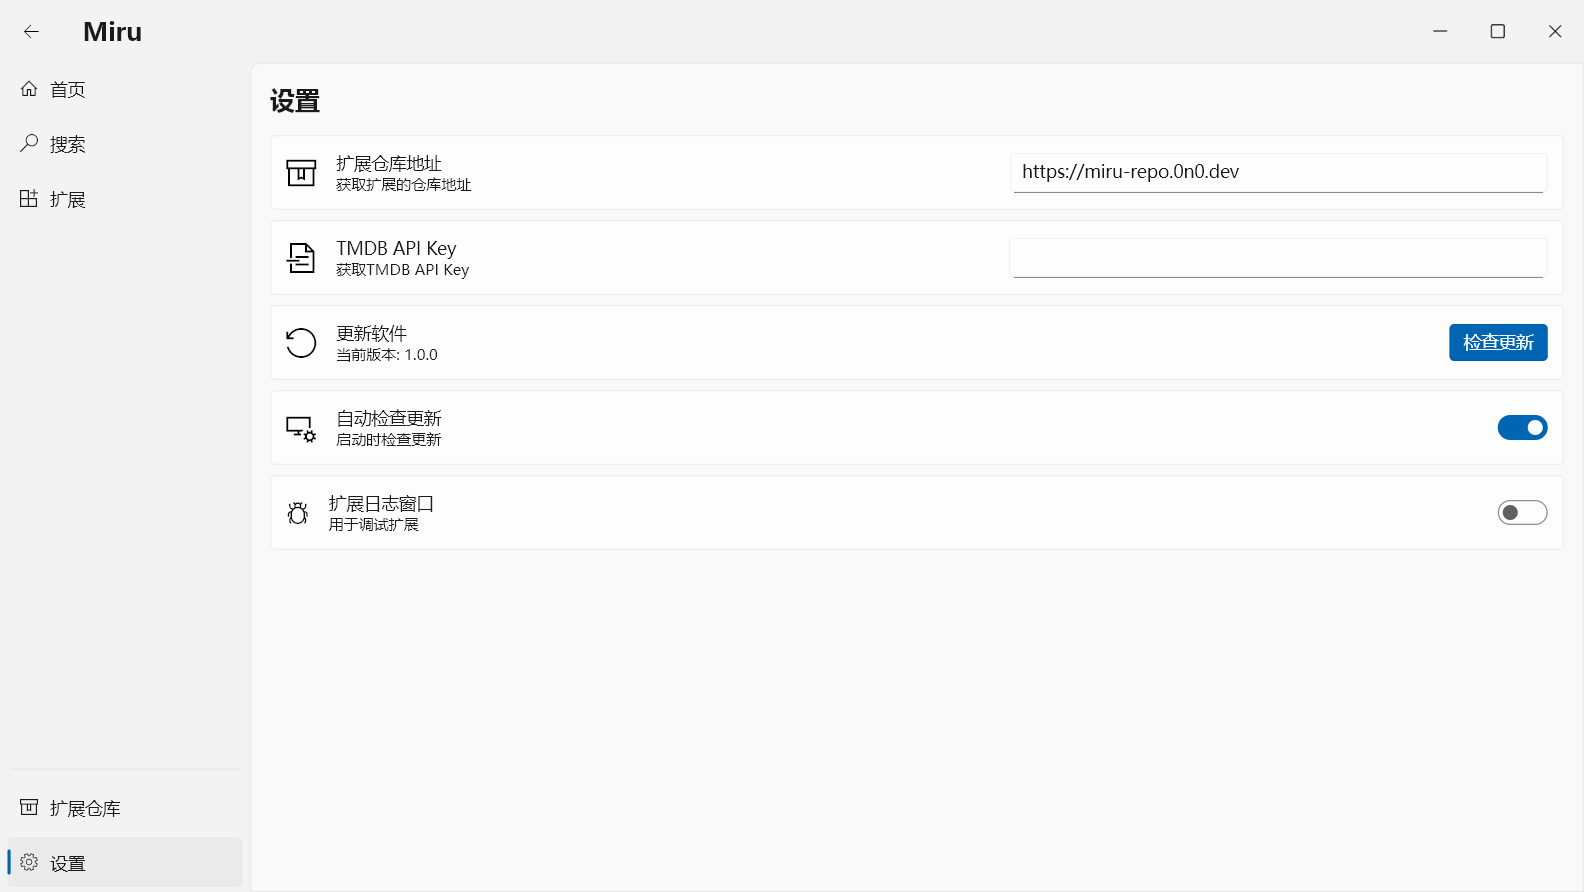 Miru
首页
搜索
扩展
设置
扩展仓库地址
获取扩展的仓库地址
https://miru-repo.0n0.dev
TMDB API Key
获取TMDB API Key
更新软件
当前版本: 1.0.0
检查更新
自动检查更新
启动时检查更新
扩展日志窗口
用于调试扩展
扩展仓库
设置